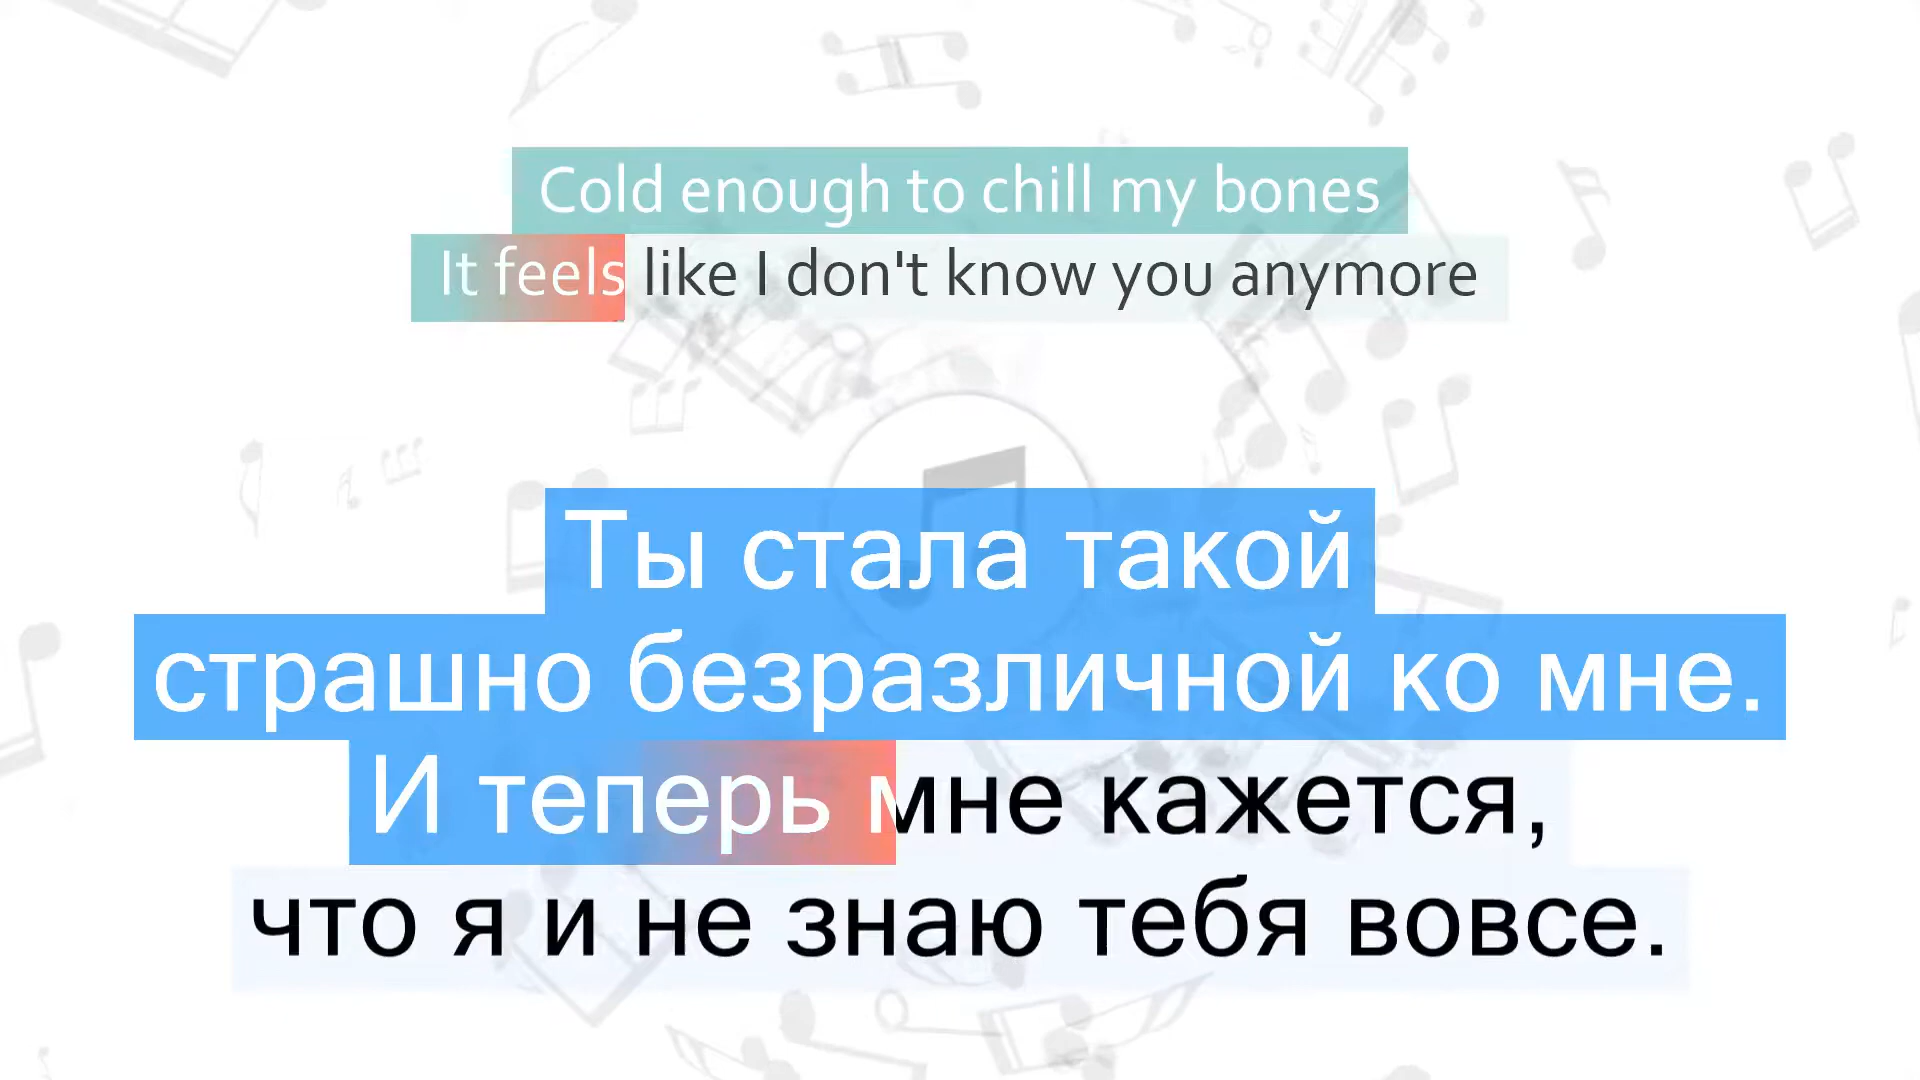 Cold enough to chill my bones
It feels like I don't know you anymore
Ты стала такой
страшно безразличной ко мне.
И теперь мне кажется,
что я и не знаю тебя вовсе.